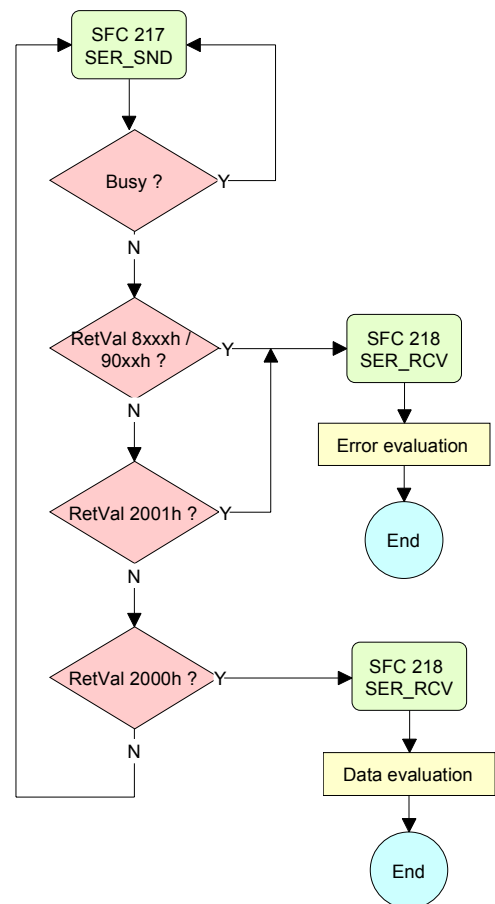 SFC 217
SER_SND
Busy ?
Y
N
RetVal 8xxxh /
90xxh ?
Y
SFC 218
SER_RCV
N
Error evaluation
RetVal 2001h ?
Y
End
N
RetVal 2000h ?
Y
SFC 218
SER_RCV
N
Data evaluation
End